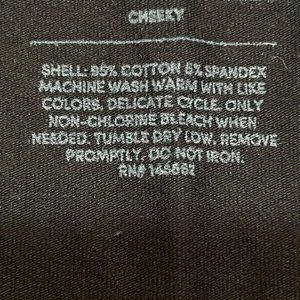 CHEEKY
SHELL: 95% COTTON 5% SPANDEX
MACHINE WASH WARM WITH LIKE
COLORS, DELICATE CYCLE. ONLY
NON-CHLORINE BLEACH WHEN
NEEDED. TUMBLE DRY LOW, REMOVE
PROMPTLY. DO NOT IRON.
RN#